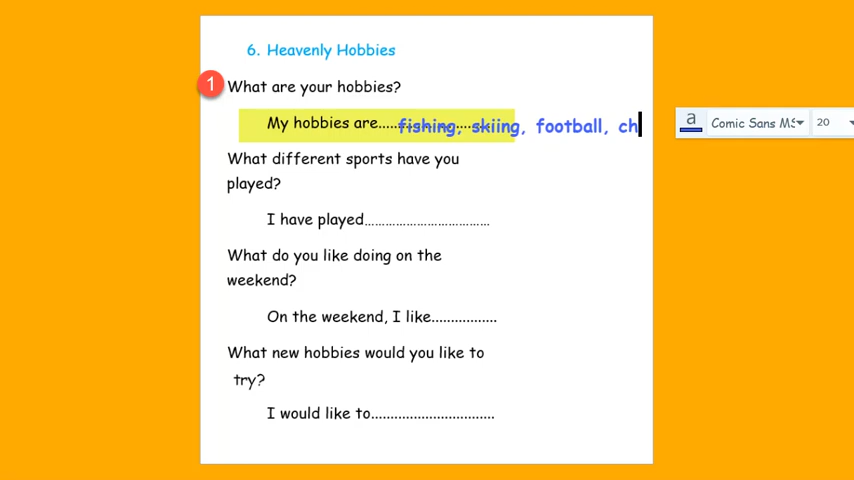 6. Heavenly Hobbies
1 What are your hobbies?
My hobbies are......fishing, skiing, football, ch
a Comic Sans MS 20
What different sports have you
played?
I have played..................................
What do you like doing on the
weekend?
On the weekend, I like.................
What new hobbies would you like to
try?
I would like to................................